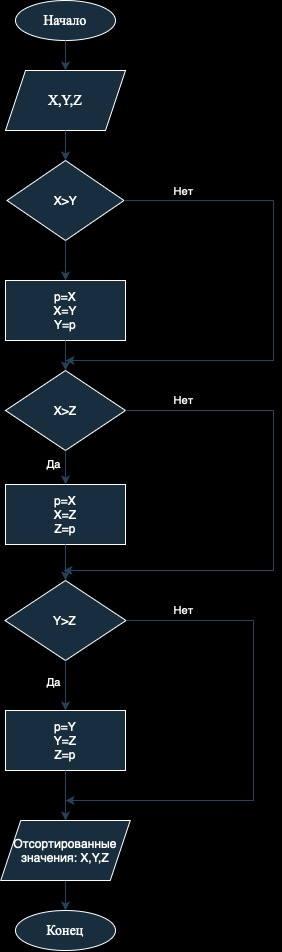 Начало
X,Y,Z
X>Y
Нет
p=X
X=Y
Y=p
X>Z
Нет
Да
p=X
X=Z
Z=p
Y>Z
Нет
Да
p=Y
Y=Z
Z=p
Отсортированные
значения: X,Y,Z
Конец